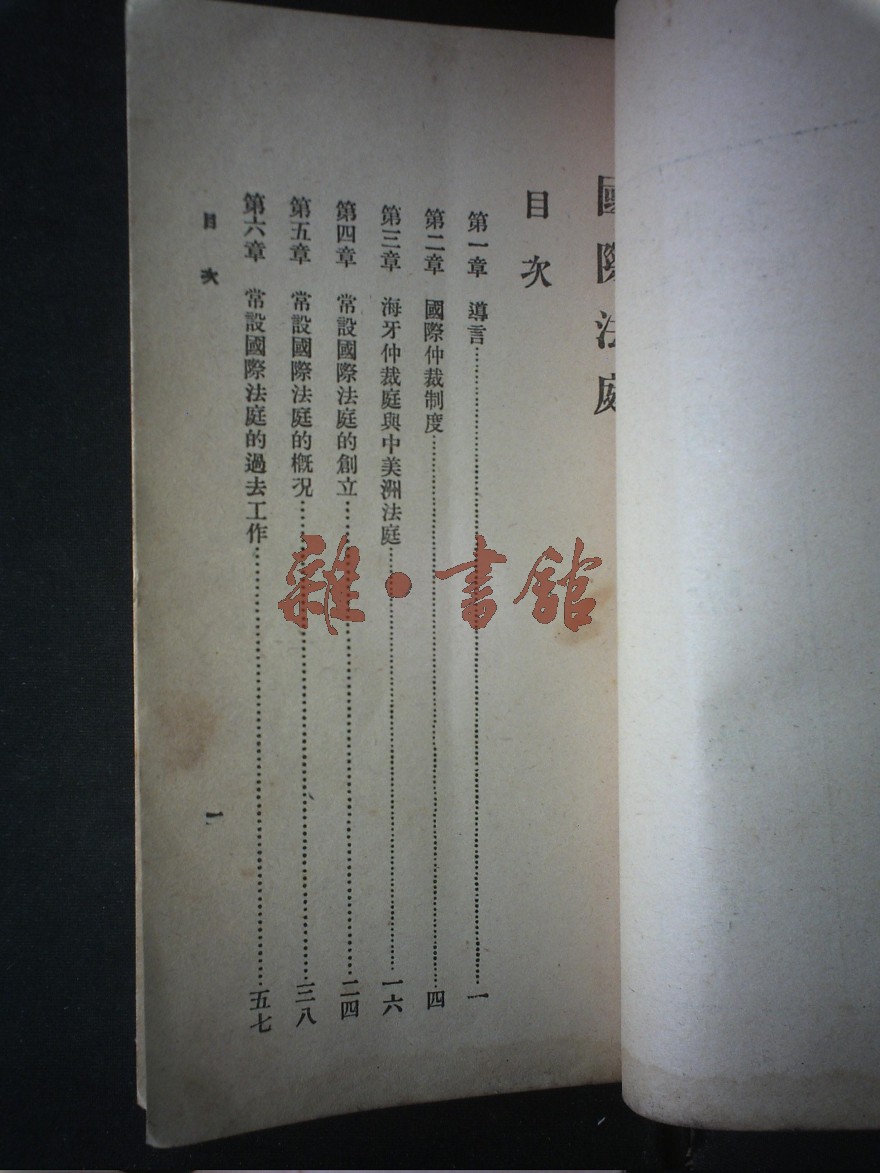 國際法庭
目次
第一章 導言……一
第二章 國際仲裁制度……四
第三章 海牙仲裁庭與中美洲法庭……一六
第四章 常設國際法庭的創立……二四
第五章 常設國際法庭的概況……三八
第六章 常設國際法庭的過去工作……五七
目次
一
雜·書館